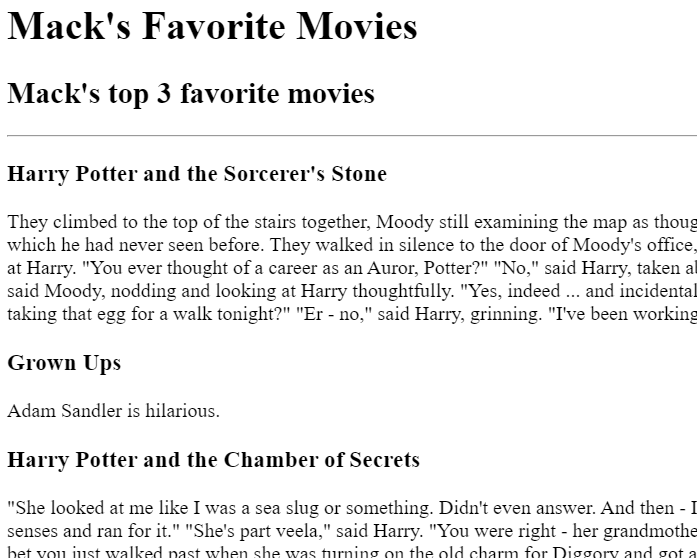 Mack's Favorite Movies
Mack's top 3 favorite movies
Harry Potter and the Sorcerer's Stone
They climbed to the top of the stairs together, Moody still examining the map as
which he had never seen before. They walked in silence to the door of Moody's office,
at Harry. "You ever thought of a career as an Auror, Potter?" "No," said Harry, taken
said Moody, nodding and looking at Harry thoughtfully. "Yes, indeed ... and
taking that egg for a walk tonight?" "Er - no," said Harry, grinning. "I've been working
Grown Ups
Adam Sandler is hilarious.
Harry Potter and the Chamber of Secrets
"She looked at me like I was a sea slug or something. Didn't even answer. And then - I
senses and ran for it." "She's part veela," said Harry. "You were right - her
bet you just walked past when she was turning on the old charm for Diggory and